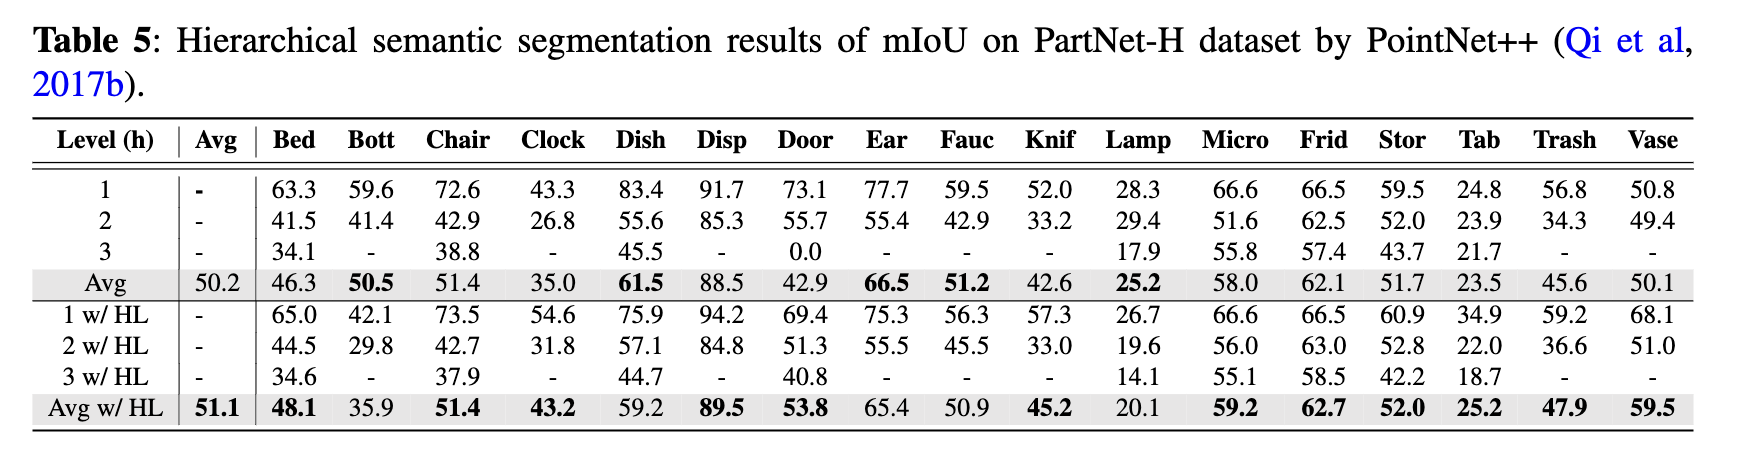 Table 5: Hierarchical semantic segmentation results of mIoU on PartNet-H dataset by PointNet++ (Qi et al,
2017b).
Level (h) Avg Bed Bott Chair Clock Dish Disp Door Ear Fauc Knif Lamp Micro Frid Stor Tab Trash Vase
1 - 63.3 59.6 72.6 43.3 83.4 91.7 73.1 77.7 59.5 52.0 28.3 66.6 66.5 59.5 24.8 56.8 50.8
2 - 41.5 41.4 42.9 26.8 55.6 85.3 55.7 55.4 42.9 33.2 29.4 51.6 62.5 52.0 23.9 34.3 49.4
3 - 34.1 - 38.8 - 45.5 - 0.0 - - - 17.9 55.8 57.4 43.7 21.7 - -
Avg 50.2 46.3 50.5 51.4 35.0 61.5 88.5 42.9 66.5 51.2 42.6 25.2 58.0 62.1 51.7 23.5 45.6 50.1
1 w/ HL - 65.0 42.1 73.5 54.6 75.9 94.2 69.4 75.3 56.3 57.3 26.7 66.6 66.5 60.9 34.9 59.2 68.1
2 w/ HL - 44.5 29.8 42.7 31.8 57.1 84.8 51.3 55.5 45.5 33.0 19.6 56.0 63.0 52.8 22.0 36.6 51.0
3 w/ HL - 34.6 - 37.9 - 44.7 - 40.8 - - - 14.1 55.1 58.5 42.2 18.7 - -
Avg w/ HL 51.1 48.1 35.9 51.4 43.2 59.2 89.5 53.8 65.4 50.9 45.2 20.1 59.2 62.7 52.0 25.2 47.9 59.5